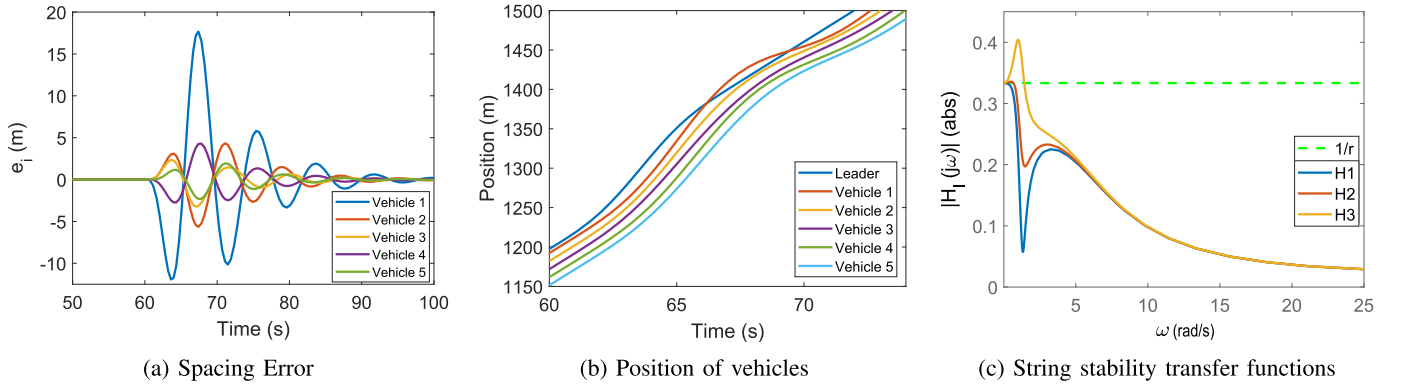 20
15
10
5
0
-5
-10
e_i (m)
50 60 70 80 90 100
Time (s)
Vehicle 1
Vehicle 2
Vehicle 3
Vehicle 4
Vehicle 5
(a) Spacing Error
1500
1450
1400
1350
1300
1250
1200
1150
Position (m)
60 65 70
Time (s)
Leader
Vehicle 1
Vehicle 2
Vehicle 3
Vehicle 4
Vehicle 5
(b) Position of vehicles
0.4
0.3
0.2
0.1
0
|H_I (jω)| (abs)
5 10 15 20 25
ω (rad/s)
1/r
H1
H2
H3
(c) String stability transfer functions